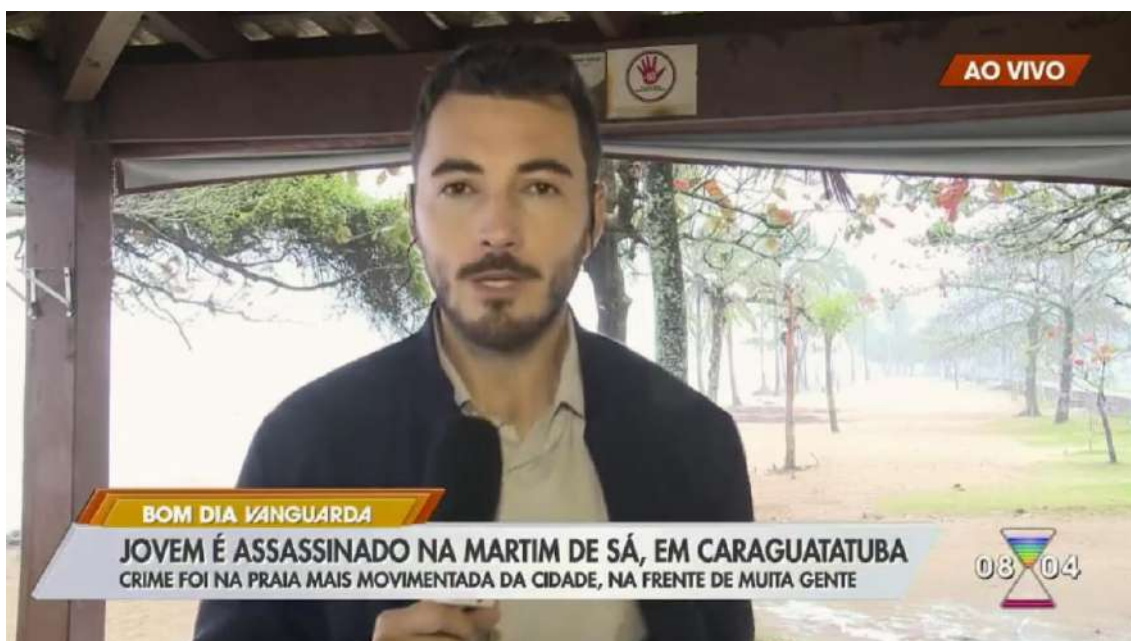 AO VIVO
BOM DIA VANGUARDA
JOVEM É ASSASSINADO NA MARTIM DE SÁ, EM CARAGUATATUBA
CRIME FOI NA PRAIA MAIS MOVIMENTADA DA CIDADE, NA FRENTE DE MUITA GENTE
08 04